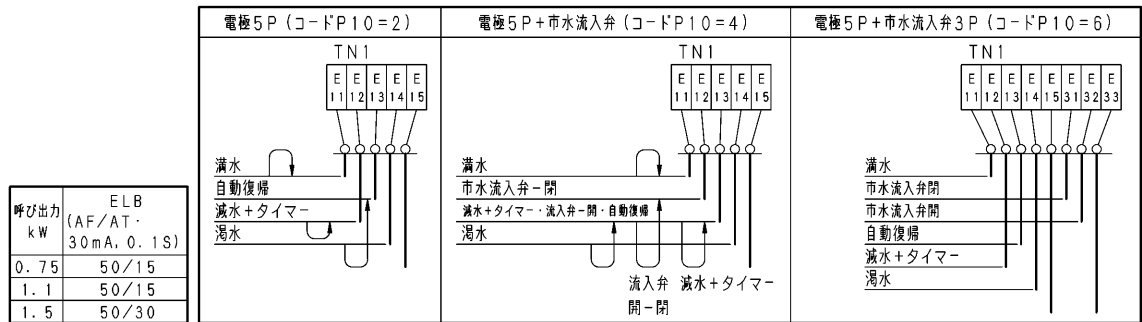 電極5P(コードP10=2)
TN1
E11 E12 E13 E14 E15
満水
自動復帰
減水+タイマー
渇水
電極5P+市水流入弁(コードP10=4)
TN1
E11 E12 E13 E14 E15
満水
市水流入弁-閉
減水+タイマー・流入弁-開・自動復帰
渇水
流入弁 減水+タイマー
開-閉
電極5P+市水流入弁3P(コードP10=6)
TN1
E11 E12 E13 E14 E15 E31 E32 E33
満水
市水流入弁閉
市水流入弁開
自動復帰
減水+タイマー
渇水
呼び出力 ELB
kW (AF/AT・
30mA,0.1S)
0.75 50/15
1.1 50/15
1.5 50/30